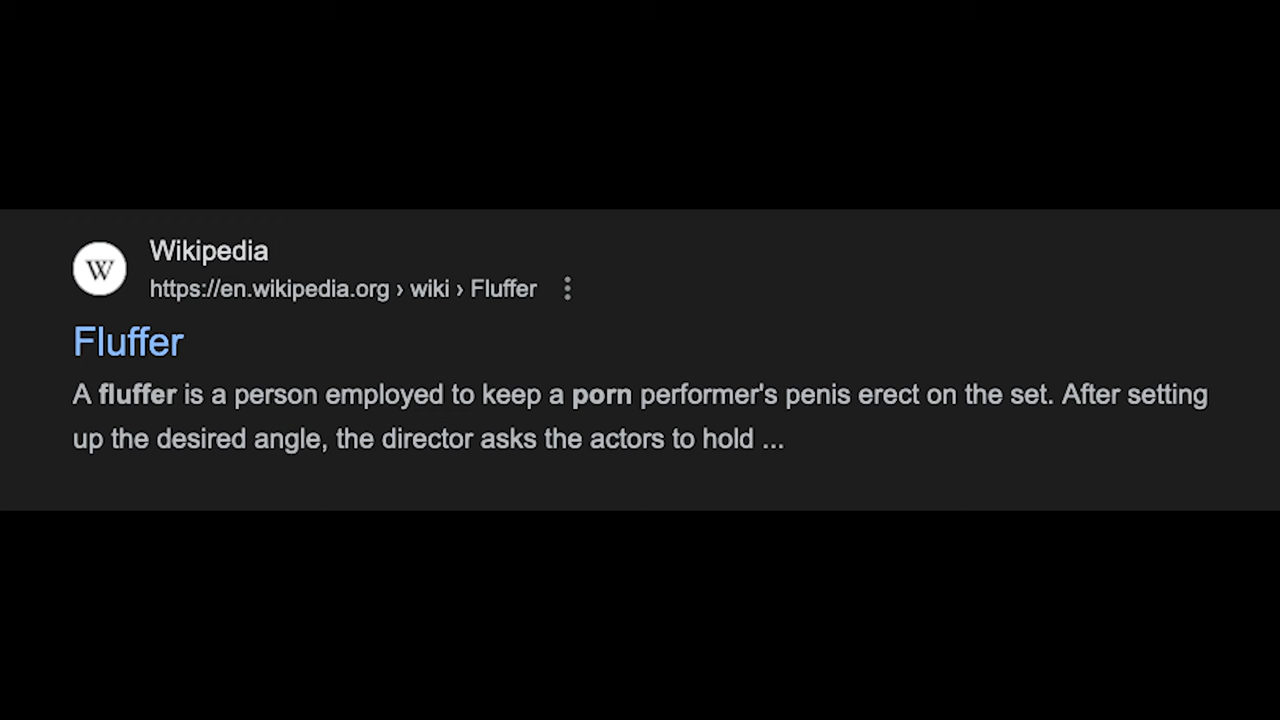 Wikipedia
https://en.wikipedia.org › wiki › Fluffer
Fluffer
A fluffer is a person employed to keep a porn performer's penis erect on the set. After setting
up the desired angle, the director asks the actors to hold ...